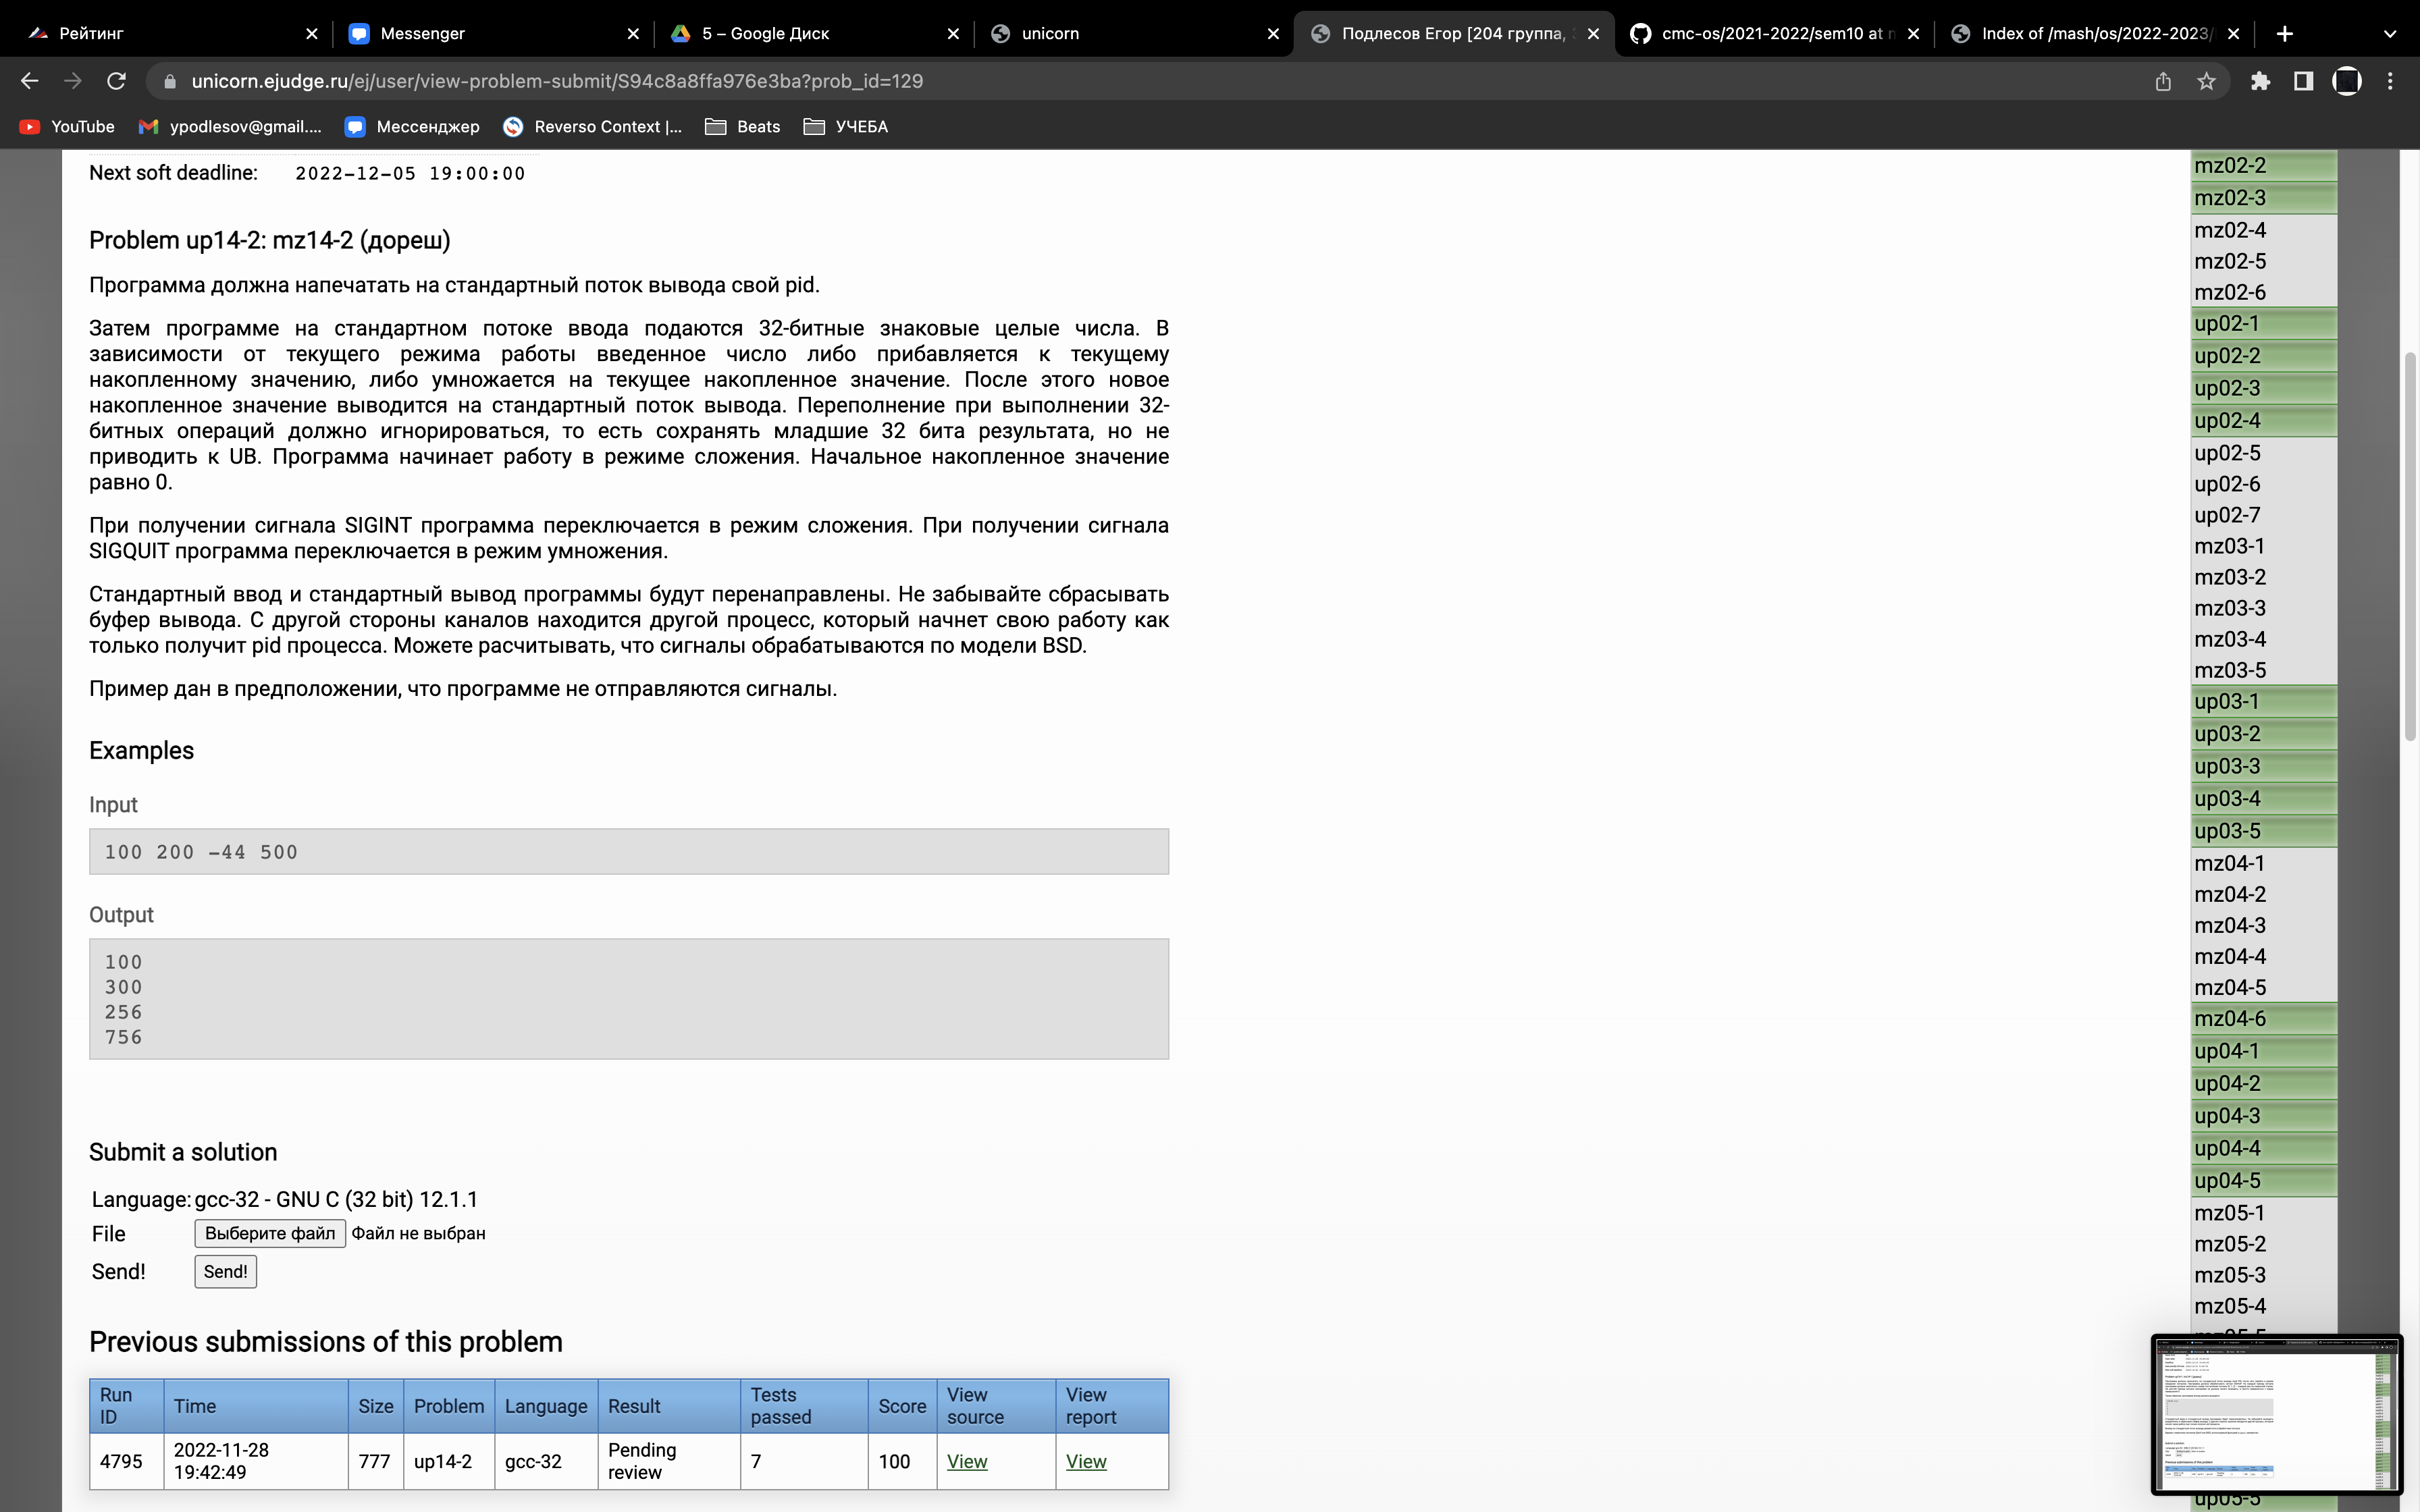 Рейтинг
Messenger
5 – Google Диск
unicorn
Подлесов Егор [204 группа,
cmc-os/2021-2022/sem10 at
Index of /mash/os/2022-2023/
unicorn.ejudge.ru/ej/user/view-problem-submit/S94c8a8ffa976e3ba?prob_id=129
YouTube
ypodlesov@gmail....
Мессенджер
Reverso Context |...
Beats
УЧЕБА
Next soft deadline: 2022-12-05 19:00:00
Problem up14-2: mz14-2 (дореш)
Программа должна напечатать на стандартный поток вывода свой pid.
Затем программе на стандартном потоке ввода подаются 32-битные знаковые целые числа. В
зависимости от текущего режима работы введенное число либо прибавляется к текущему
накопленному значению, либо умножается на текущее накопленное значение. После этого новое
накопленное значение выводится на стандартный поток вывода. Переполнение при выполнении 32-
битных операций должно игнорироваться, то есть сохранять младшие 32 бита результата, но не
приводить к UB. Программа начинает работу в режиме сложения. Начальное накопленное значение
равно 0.
При получении сигнала SIGINT программа переключается в режим сложения. При получении сигнала
SIGQUIT программа переключается в режим умножения.
Стандартный ввод и стандартный вывод программы будут перенаправлены. Не забывайте сбрасывать
буфер вывода. С другой стороны каналов находится другой процесс, который начнет свою работу как
только получит pid процесса. Можете расчитывать, что сигналы обрабатываются по модели BSD.
Пример дан в предположении, что программе не отправляются сигналы.
Examples
Input
100 200 -44 500
Output
100
300
256
756
Submit a solution
Language: gcc-32 - GNU C (32 bit) 12.1.1
File Выберите файл Файл не выбран
Send! Send!
Previous submissions of this problem
Run ID Time Size Problem Language Result Tests passed Score View source View report
4795 2022-11-28 19:42:49 777 up14-2 gcc-32 Pending review 7 100 View View
mz02-2
mz02-3
mz02-4
mz02-5
mz02-6
up02-1
up02-2
up02-3
up02-4
up02-5
up02-6
up02-7
mz03-1
mz03-2
mz03-3
mz03-4
mz03-5
up03-1
up03-2
up03-3
up03-4
up03-5
mz04-1
mz04-2
mz04-3
mz04-4
mz04-5
mz04-6
up04-1
up04-2
up04-3
up04-4
up04-5
mz05-1
mz05-2
mz05-3
mz05-4
mz05-5
up05-5